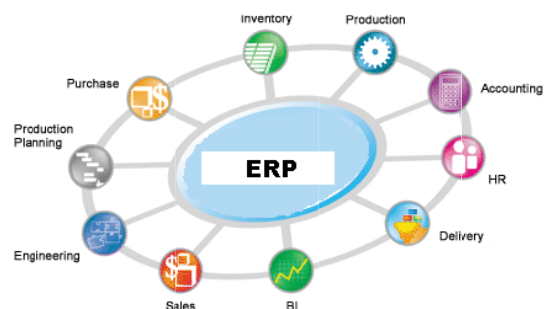 Inventory
Production
Purchase
Accounting
Production
Planning
ERP
HR
Engineering
Delivery
Sales
BI